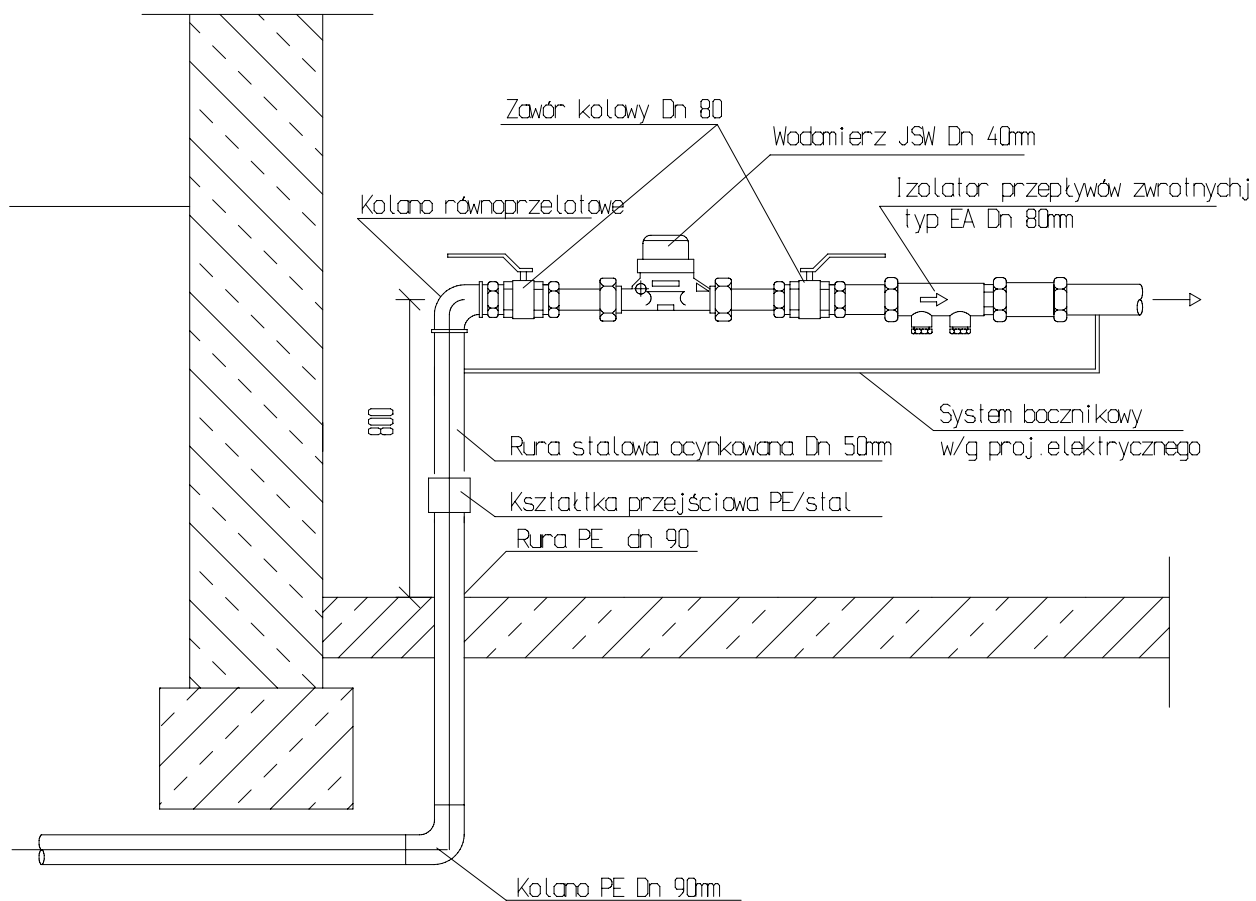 Zawór kolowy Dn 80
Wodomierz JSW Dn 40mm
Izolator przepływów zwrotnychj
typ EA Dn 80mm
Kolano równoprzelotowe
800
System bocznikowy
w/g proj.elektrycznego
Rura stalowa ocynkowana Dn 50mm
Kształtka przejściowa PE/stal
Rura PE dn 90
Kolano PE Dn 90mm